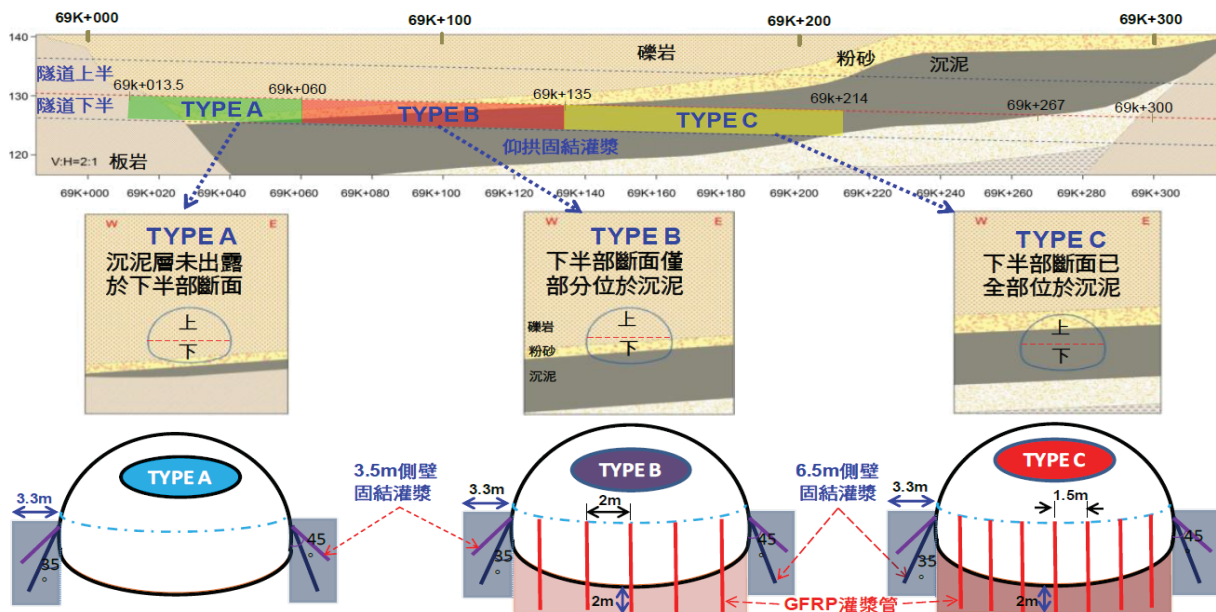 69K+000
69K+100
69K+200
69K+300
140
130
120
礫岩
粉砂
沉泥
隧道上半
隧道下半
69k+013.5
69k+060
69k+135
69k+214
69k+267
69k+300
TYPE A
TYPE B
TYPE C
仰拱固結灌漿
V:H=2:1
板岩
69K+000
69K+020
69K+040
69K+060
69K+080
69K+100
69K+120
69K+140
69K+160
69K+180
69K+200
69K+220
69K+240
69K+260
69K+280
69K+300
W
E
TYPE A
沉泥層未出露
於下半部斷面
上
下
W
E
TYPE B
下半部斷面僅
部分位於沉泥
上
下
礫岩
粉砂
沉泥
W
E
TYPE C
下半部斷面已
全部位於沉泥
上
下
TYPE A
3.3m
35°
45°
3.5m側壁
固結灌漿
TYPE B
3.3m
2m
35°
45°
2m
6.5m側壁
固結灌漿
GFRP灌漿管
TYPE C
3.3m
1.5m
35°
45°
2m